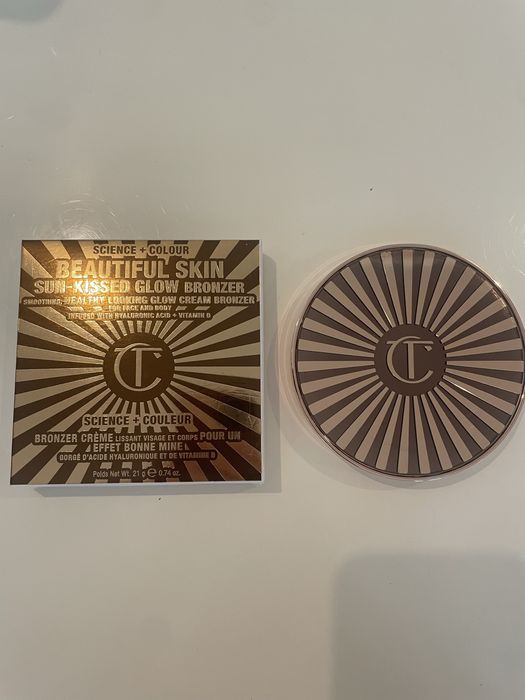 SCIENCE + COLOUR
BEAUTIFUL SKIN
SUN-KISSED GLOW BRONZER
SMOOTHING, HEALTHY LOOKING GLOW CREAM BRONZER
FOR FACE AND BODY
INFUSED WITH HYALURONIC ACID + VITAMIN D
CT
SCIENCE + COULEUR
BRONZER CRÈME LISSANT VISAGE ET CORPS POUR UN
EFFET BONNE MINE
GORGÉ D'ACIDE HYALURONIQUE ET DE VITAMINE D
Poids Net Wt. 21 g ℮ 0.74 oz.
CT